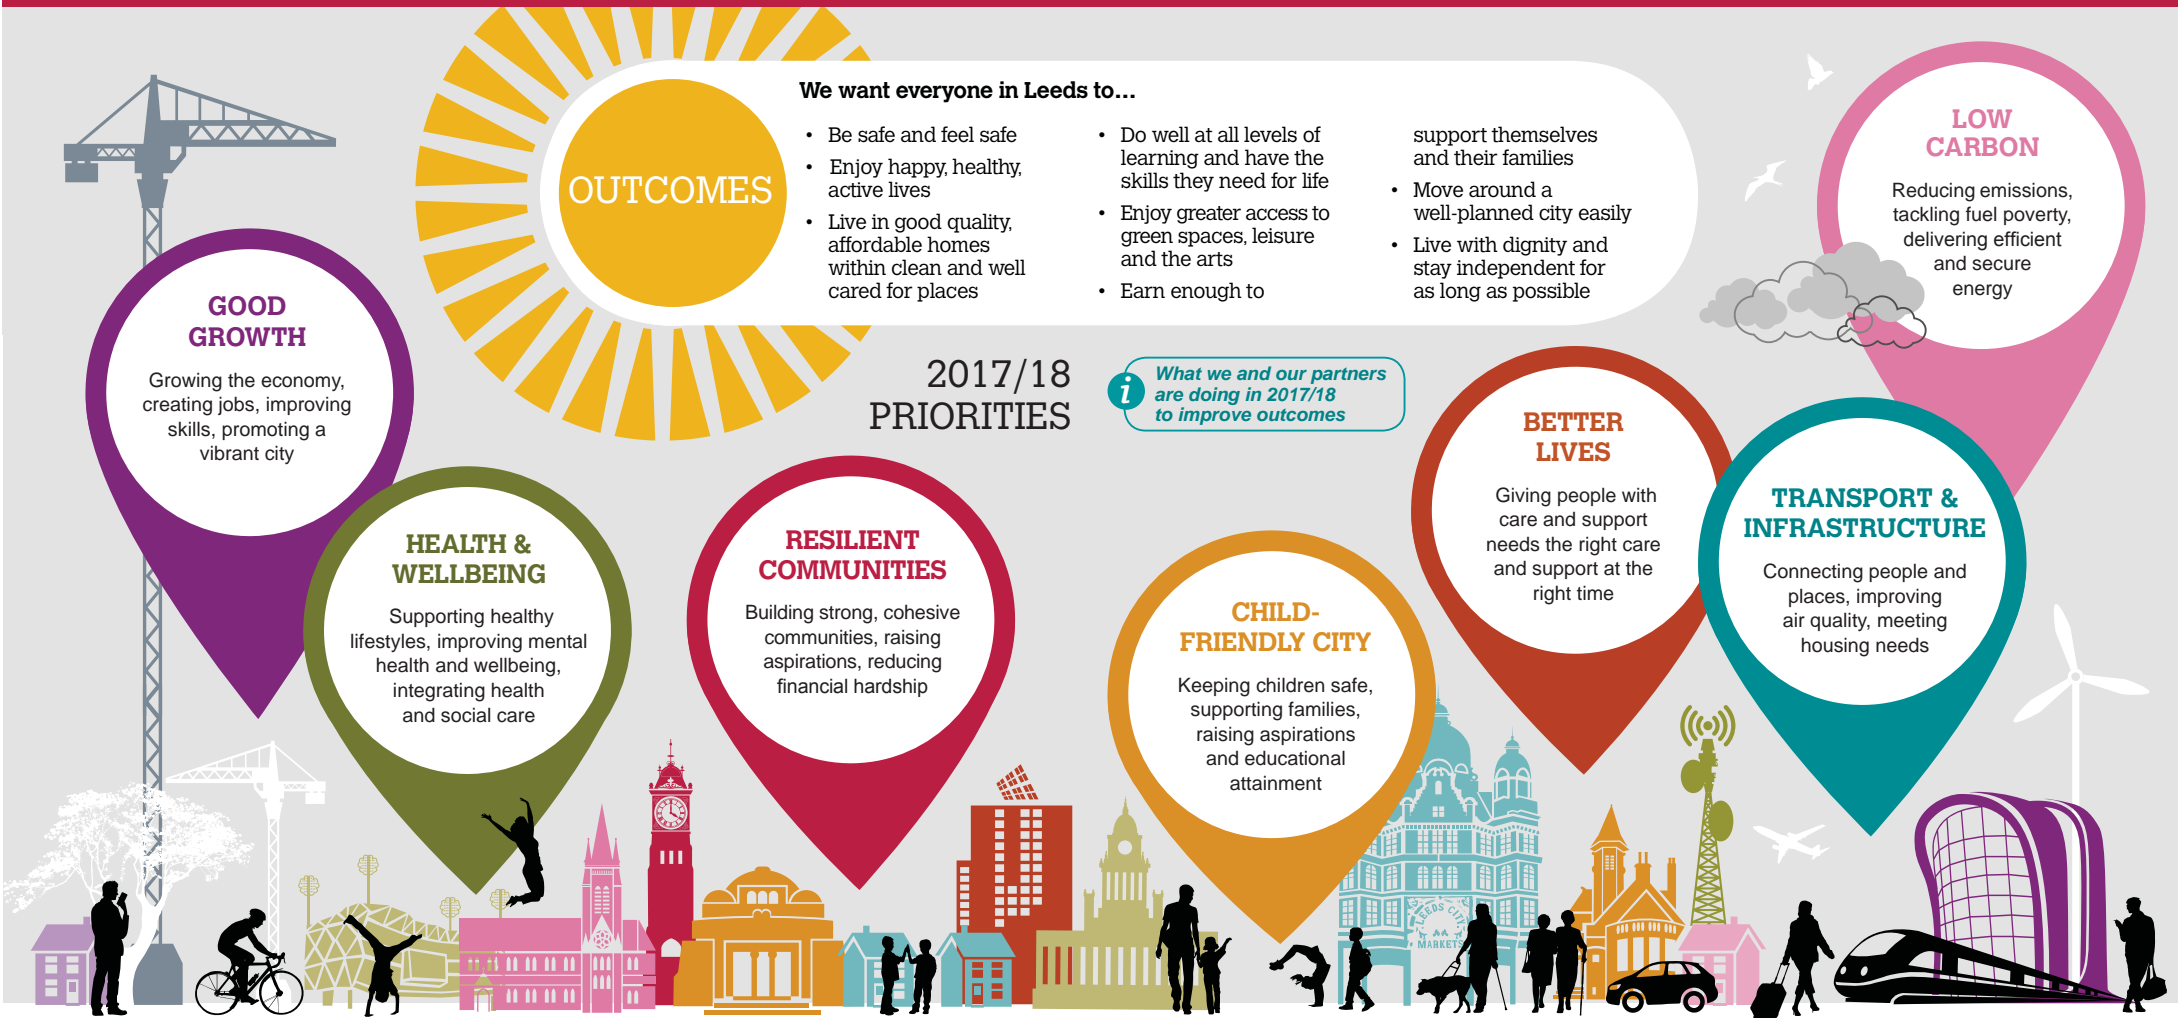 We want everyone in Leeds to...
OUTCOMES
• Be safe and feel safe
• Enjoy happy, healthy,
active lives
• Live in good quality,
affordable homes
within clean and well
cared for places
• Do well at all levels of
learning and have the
skills they need for life
• Enjoy greater access to
green spaces, leisure
and the arts
• Earn enough to
support themselves
and their families
• Move around a
well-planned city easily
• Live with dignity and
stay independent for
as long as possible
2017/18
PRIORITIES
i
What we and our partners
are doing in 2017/18
to improve outcomes
GOOD
GROWTH
Growing the economy,
creating jobs, improving
skills, promoting a
vibrant city
HEALTH &
WELLBEING
Supporting healthy
lifestyles, improving mental
health and wellbeing,
integrating health
and social care
RESILIENT
COMMUNITIES
Building strong, cohesive
communities, raising
aspirations, reducing
financial hardship
CHILD-
FRIENDLY CITY
Keeping children safe,
supporting families,
raising aspirations
and educational
attainment
BETTER
LIVES
Giving people with
care and support
needs the right care
and support at the
right time
TRANSPORT &
INFRASTRUCTURE
Connecting people and
places, improving
air quality, meeting
housing needs
LOW
CARBON
Reducing emissions,
tackling fuel poverty,
delivering efficient
and secure
energy
LEEDS CITY
MARKETS